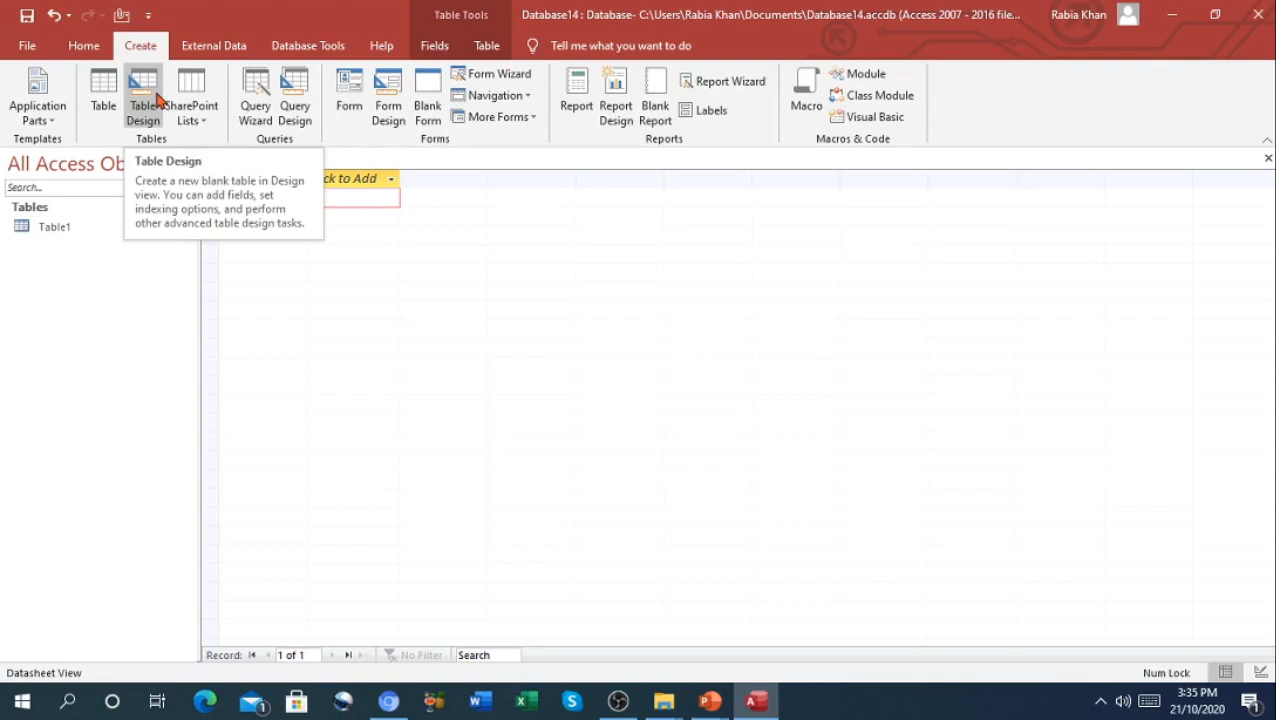 Table Tools
Database14 : Database- C:\Users\Rabia Khan\Documents\Database14.accdb (Access 2007 - 2016 file...
Rabia Khan
File
Home
Create
External Data
Database Tools
Help
Fields
Table
Tell me what you want to do
Application Parts
Table
Table Design
SharePoint Lists
Query Wizard
Query Design
Form
Form Design
Blank Form
Form Wizard
Navigation
More Forms
Report
Report Design
Blank Report
Report Wizard
Labels
Macro
Module
Class Module
Visual Basic
Templates
Tables
Queries
Forms
Reports
Macros & Code
All Access Ob
Search...
Tables
Table1
Table Design
Create a new blank table in Design
view. You can add fields, set
indexing options, and perform
other advanced table design tasks.
ck to Add
Record:
1 of 1
No Filter
Search
Datasheet View
Num Lock
3:35 PM
21/10/2020